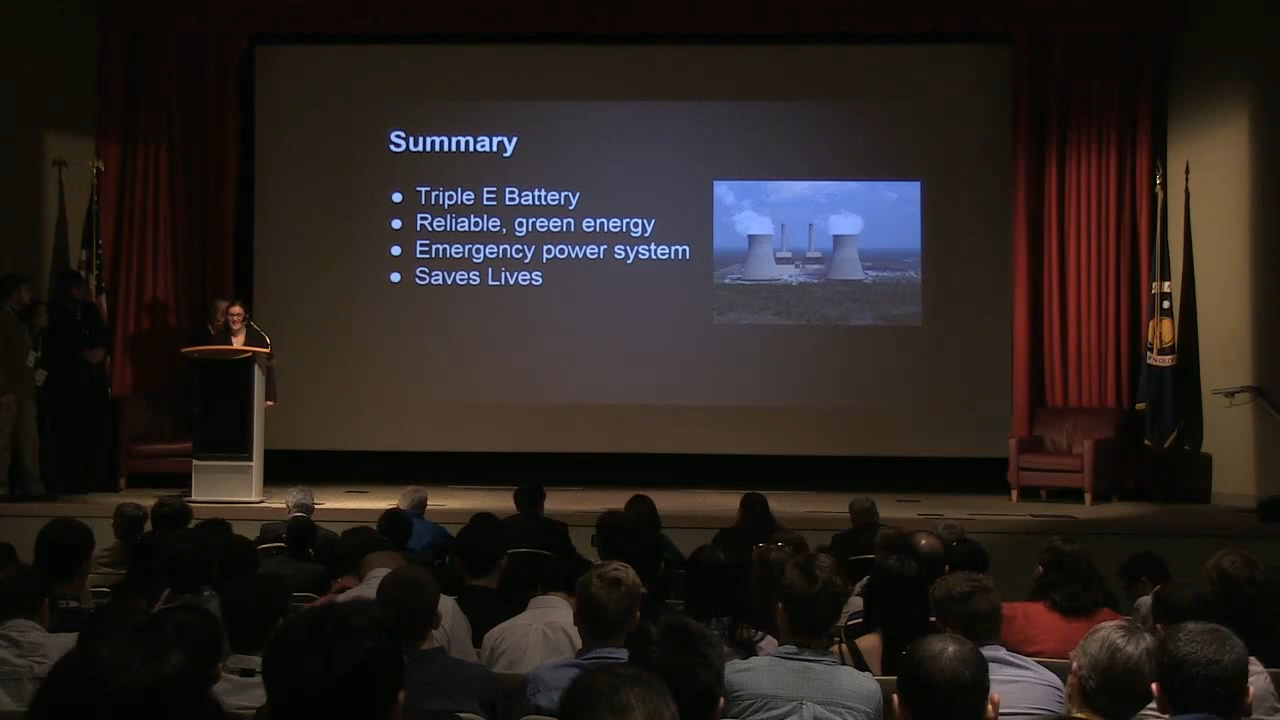 Summary
● Triple E Battery
● Reliable, green energy
● Emergency power system
● Saves Lives